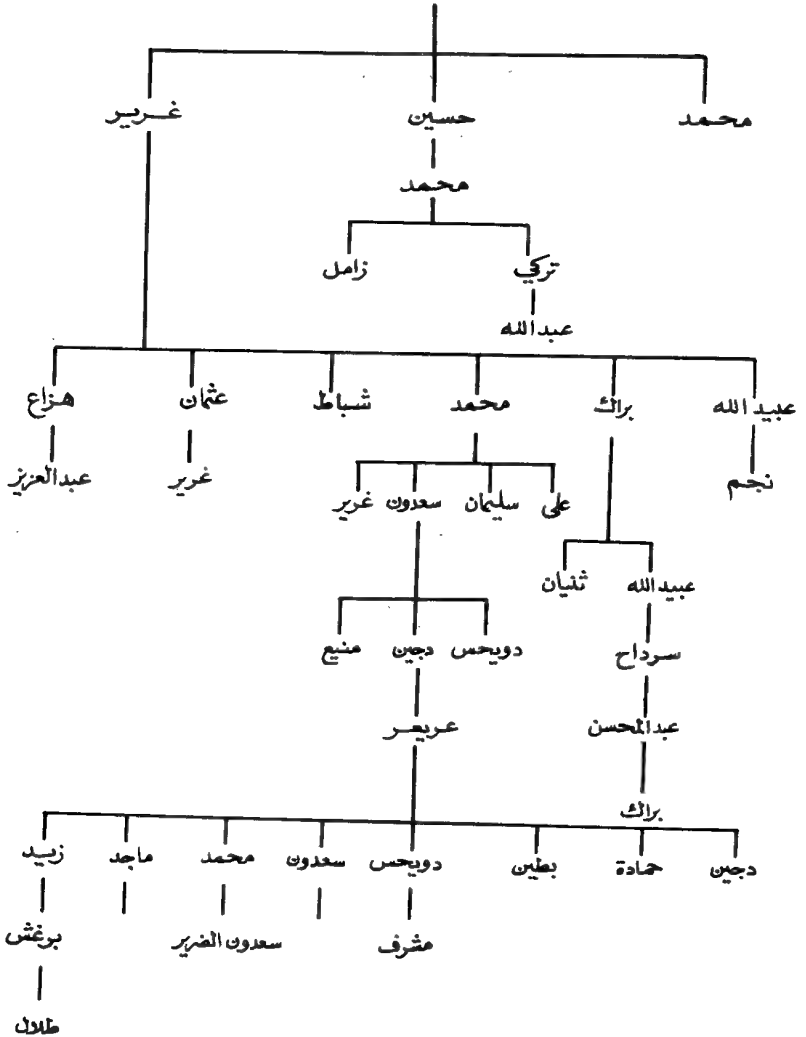 محمد حسين غرير
محمد
تركي زامل
عبدالله
عبيدالله براك محمد شباط عثمان هزاع
نجم غرير عبدالعزيز
على سليمان سعدون غرير
عبيدالله ثنيان
دويحس دجين منيع سرداح
عريعر عبدالمحسن
براك
دجين حمادة بطين دويحس سعدون محمد ماجد زيد
مشرف سعدون الضرير برغش
طلال